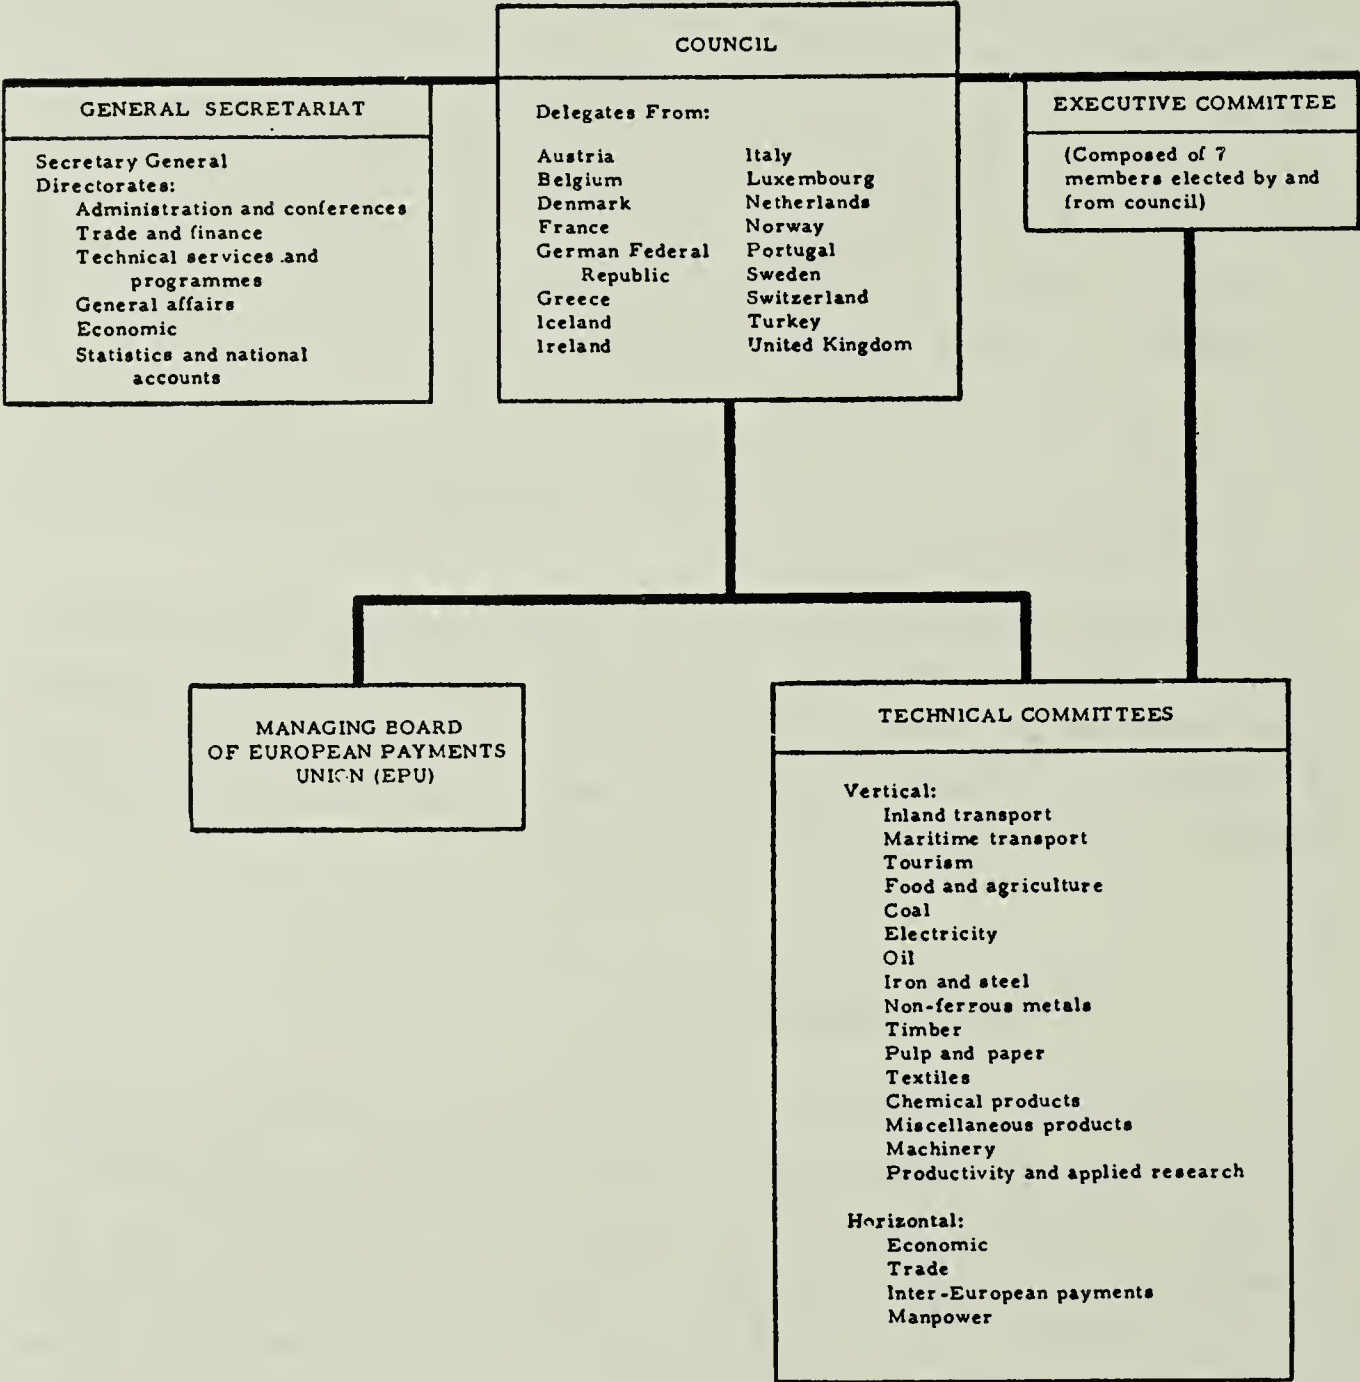 COUNCIL
Delegates From:
Austria
Belgium
Denmark
France
German Federal
Republic
Greece
Iceland
Ireland
Italy
Luxembourg
Netherlands
Norway
Portugal
Sweden
Switzerland
Turkey
United Kingdom
GENERAL SECRETARIAT
Secretary General
Directorates:
Administration and conferences
Trade and finance
Technical services and
programmes
General affairs
Economic
Statistics and national
accounts
EXECUTIVE COMMITTEE
(Composed of 7
members elected by and
from council)
MANAGING BOARD
OF EUROPEAN PAYMENTS
UNION (EPU)
TECHNICAL COMMITTEES
Vertical:
Inland transport
Maritime transport
Tourism
Food and agriculture
Coal
Electricity
Oil
Iron and steel
Non-ferrous metals
Timber
Pulp and paper
Textiles
Chemical products
Miscellaneous products
Machinery
Productivity and applied research
Horizontal:
Economic
Trade
Inter-European payments
Manpower